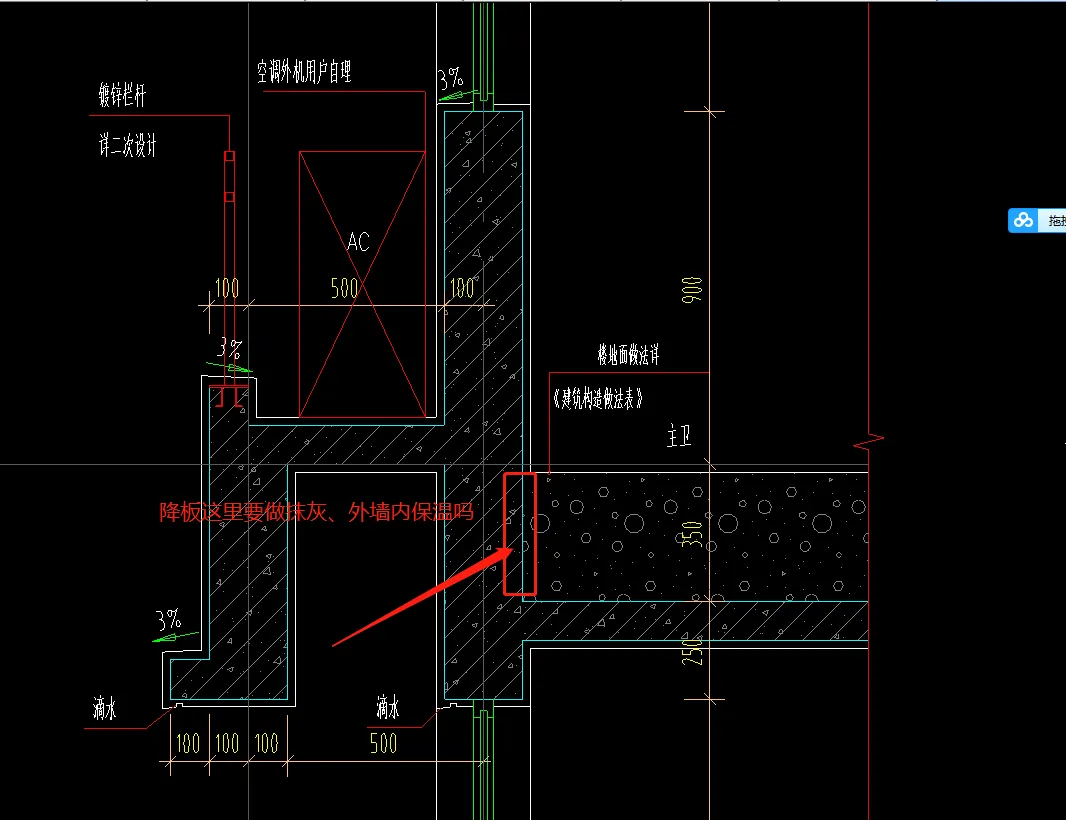 空调外机用户自理
3%
镀锌栏杆
详二次设计
AC
100
500
100
900
3%
楼地面做法详
《建筑构造做法表》
主卫
降板这里要做抹灰、外墙内保温吗
350
3%
250
滴水
滴水
100
100
100
500